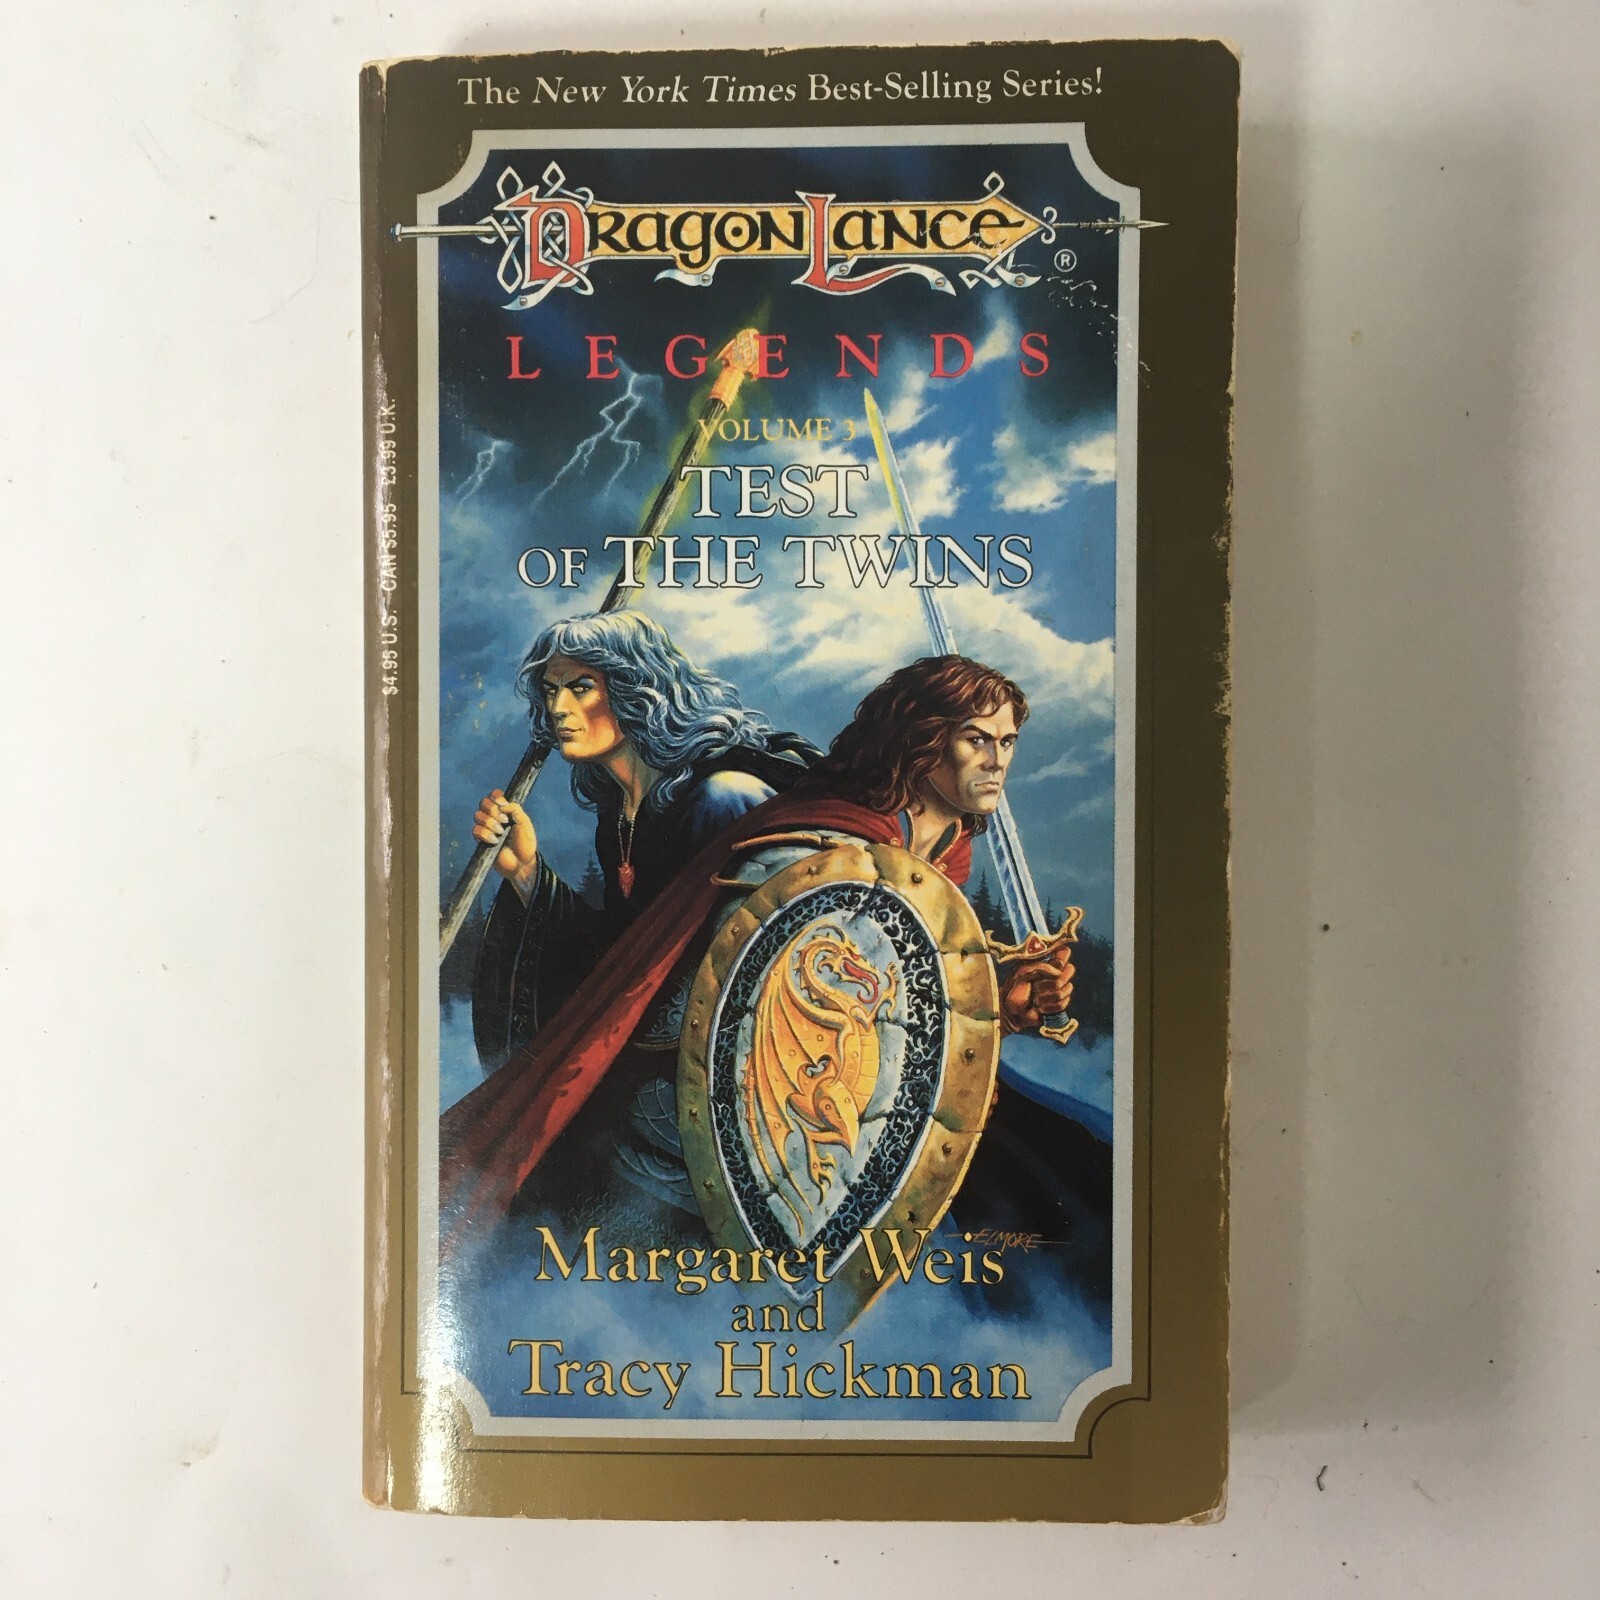 The New York Times Best-Selling Series!
DRAGONLANCE
®
LEGENDS
VOLUME 3
TEST
OF THE TWINS
$4.95 U.S. CAN $5.95 £3.99 U.K.
ELMORE
Margaret Weis
and
Tracy Hickman